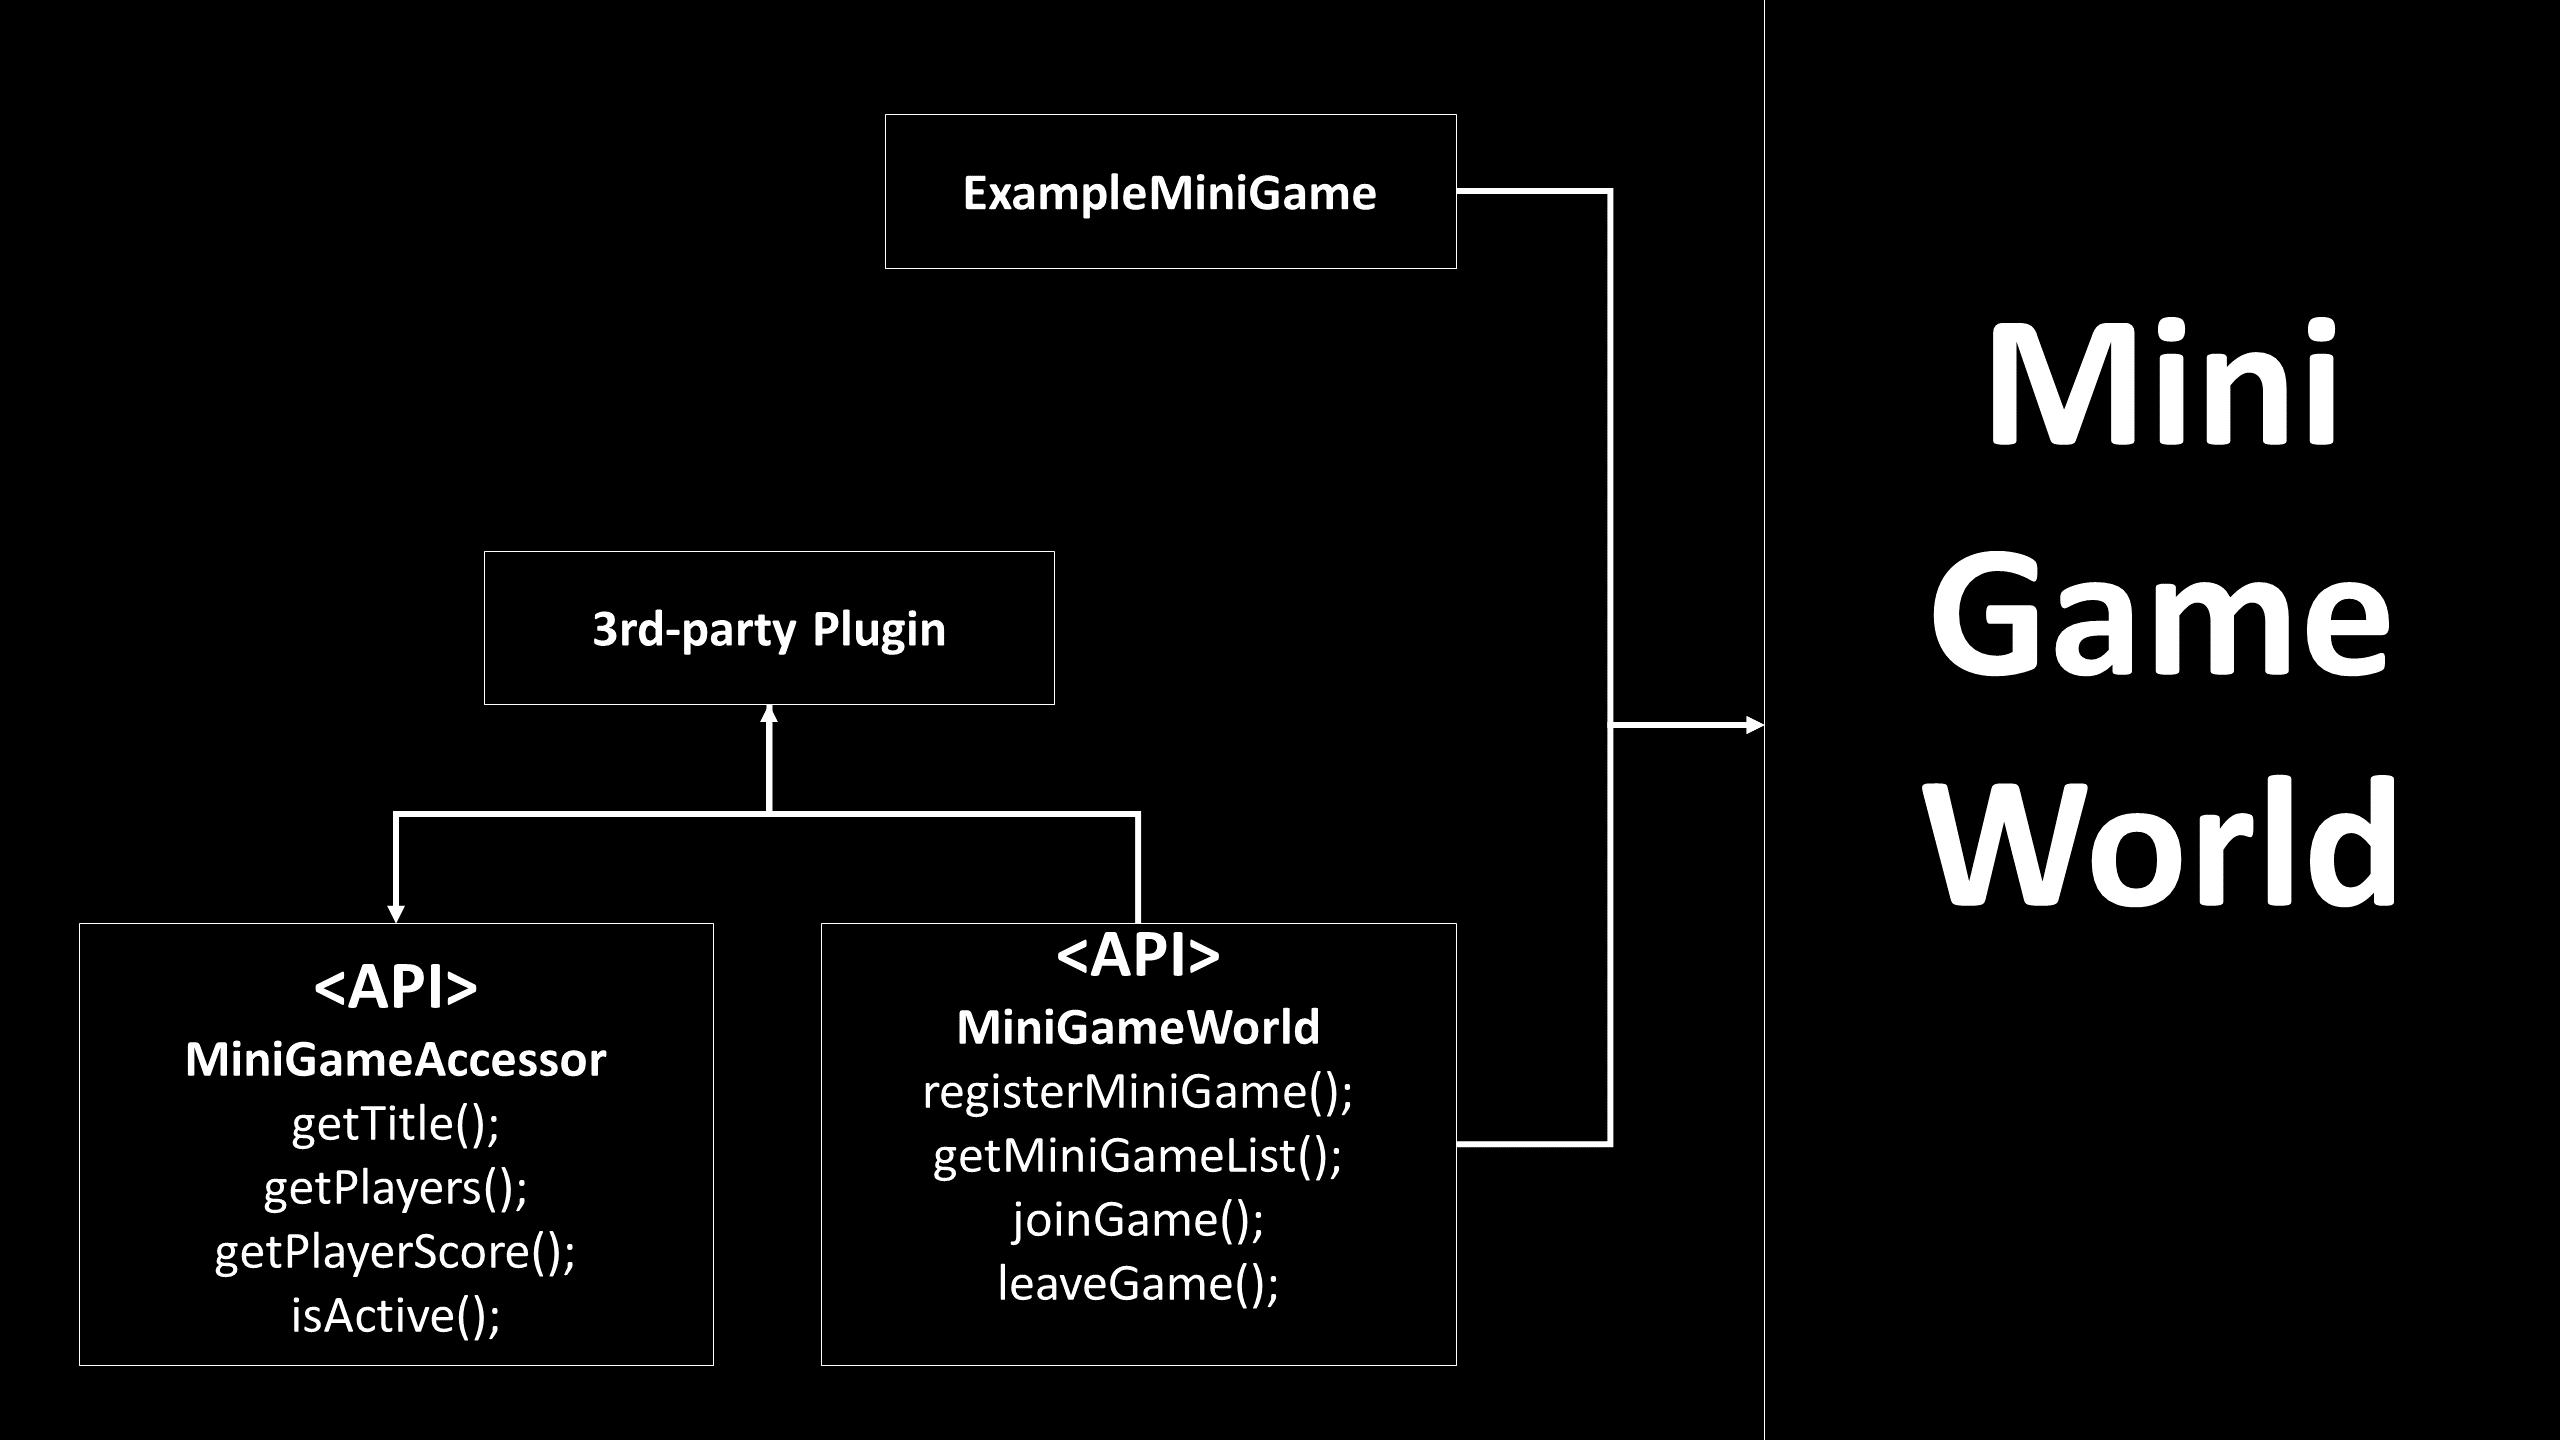 ExampleMiniGame
3rd-party Plugin
<API>
MiniGameAccessor
getTitle();
getPlayers();
getPlayerScore();
isActive();
<API>
MiniGameWorld
registerMiniGame();
getMiniGameList();
joinGame();
leaveGame();
Mini
Game
World